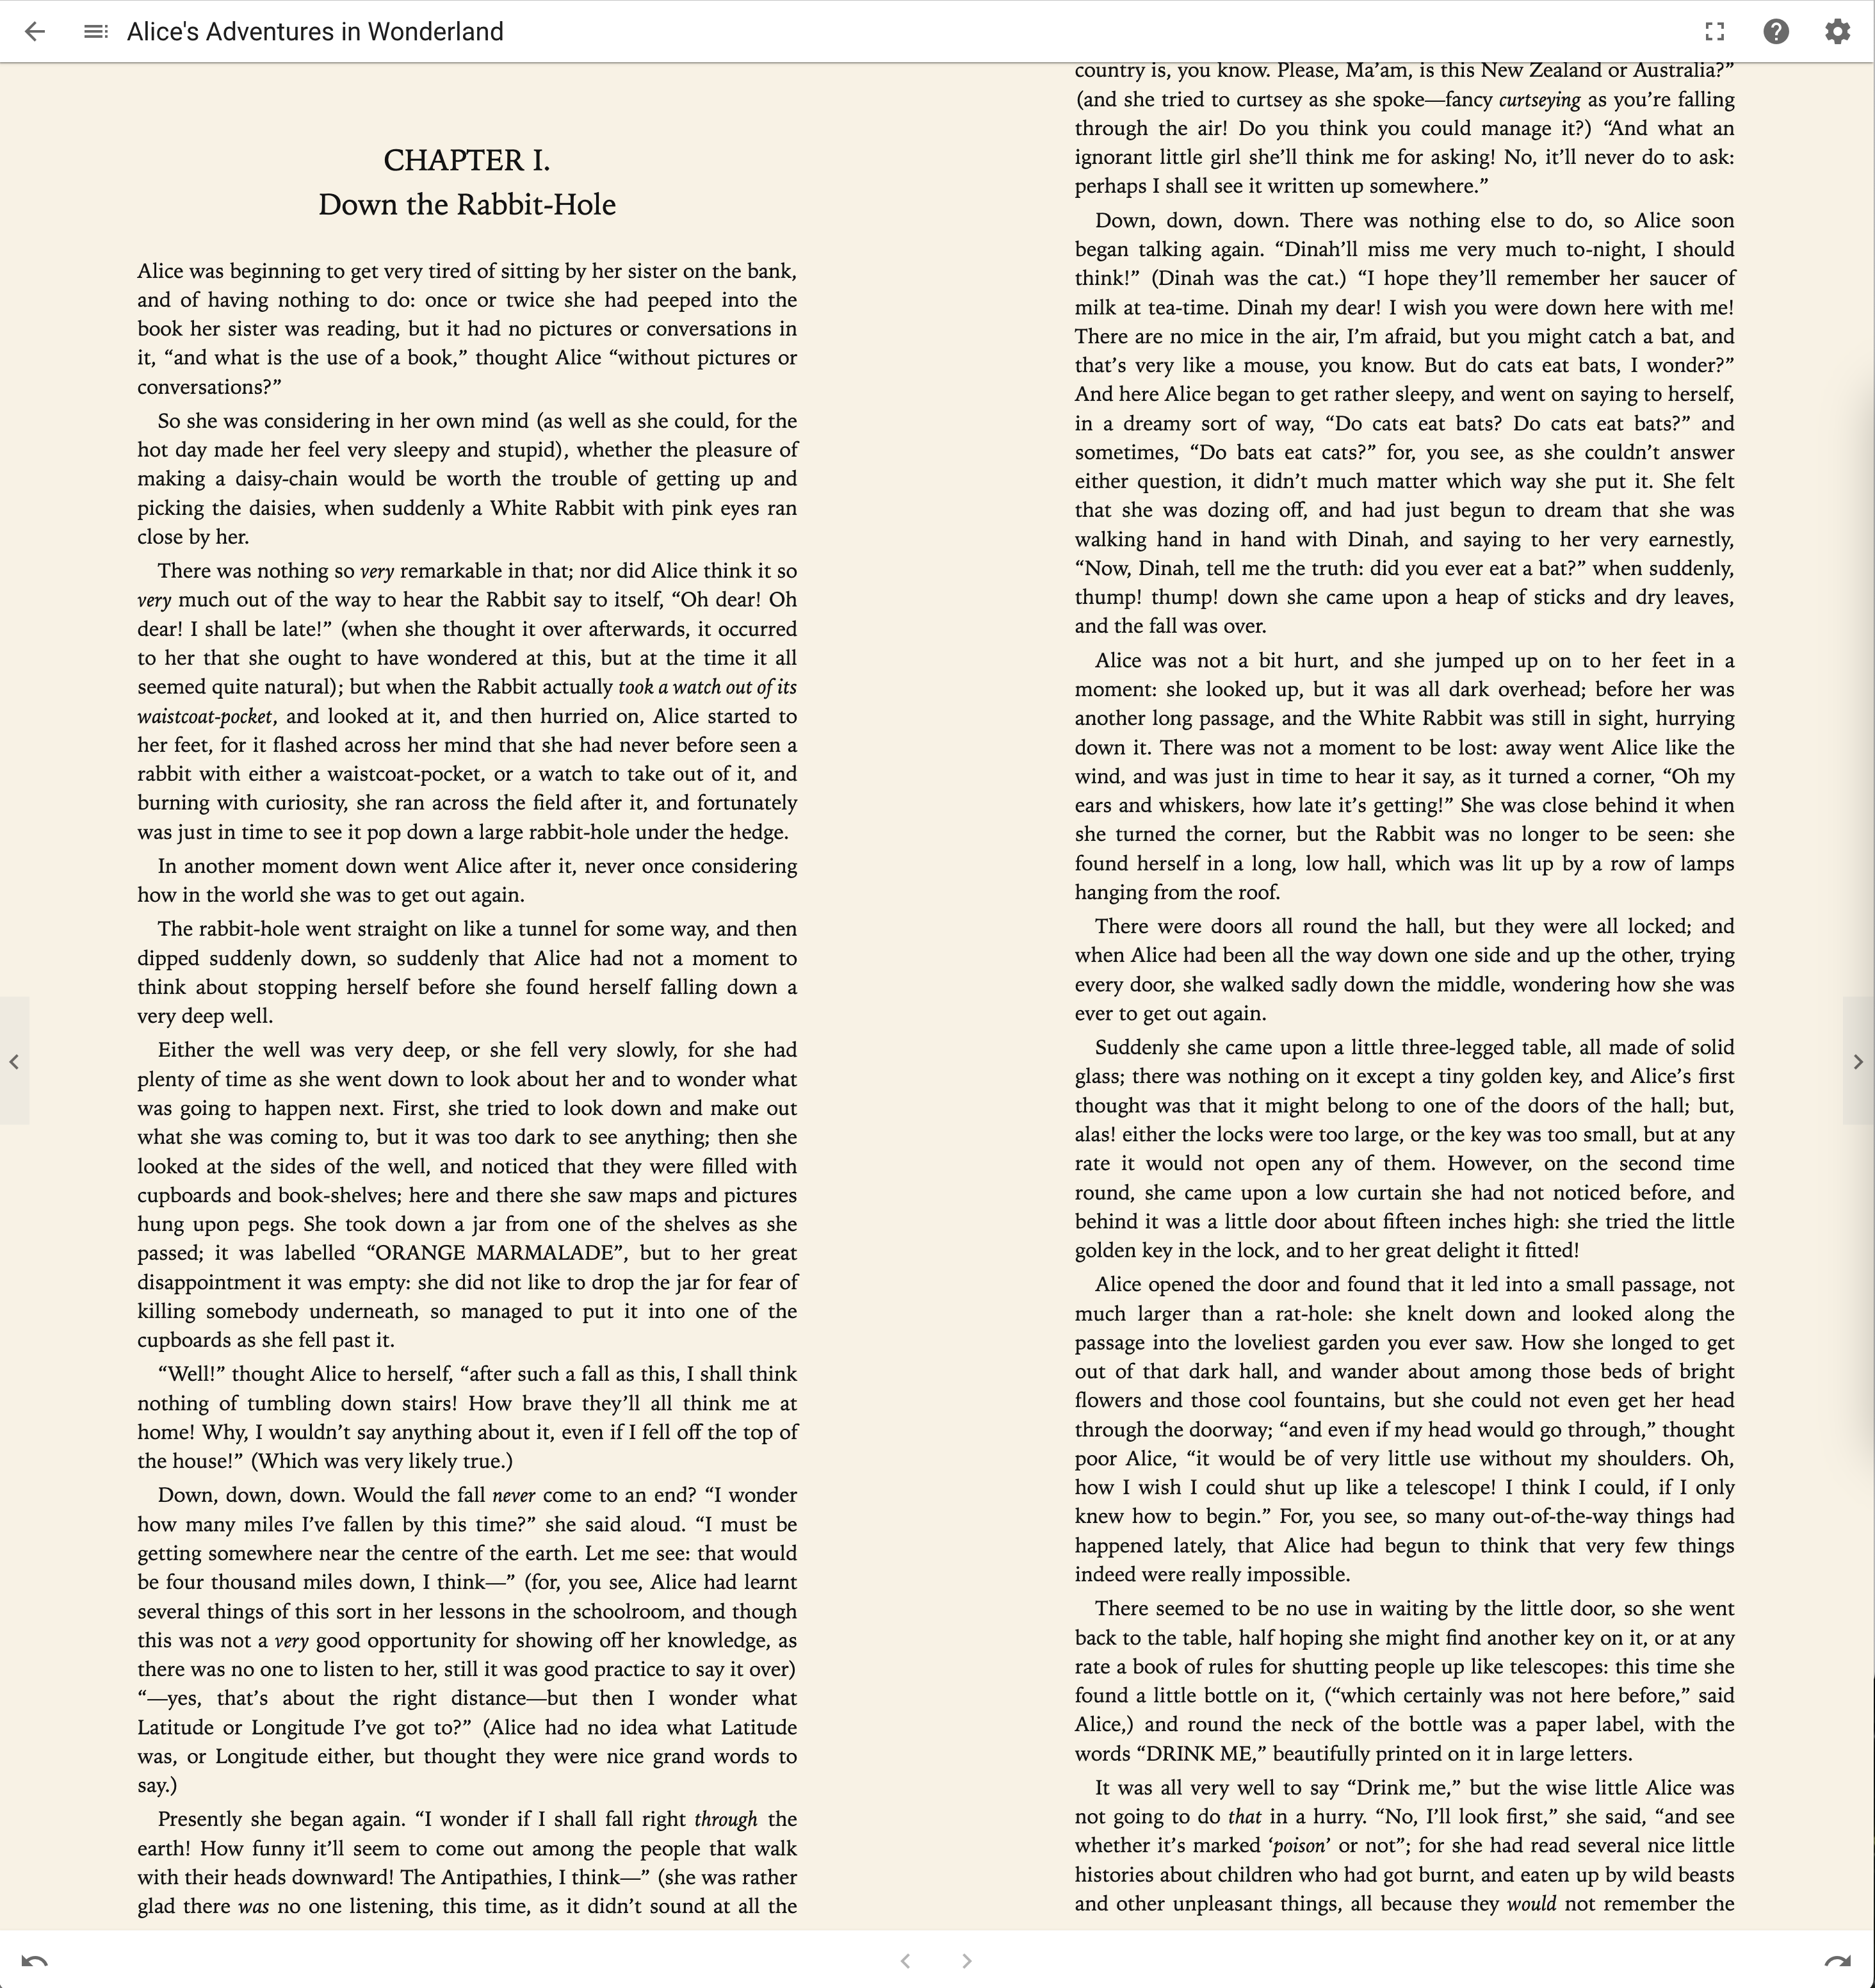 Alice's Adventures in Wonderland
CHAPTER I.
Down the Rabbit-Hole
Alice was beginning to get very tired of sitting by her sister on the bank,
and of having nothing to do: once or twice she had peeped into the
book her sister was reading, but it had no pictures or conversations in
it, “and what is the use of a book,” thought Alice “without pictures or
conversations?”
So she was considering in her own mind (as well as she could, for the
hot day made her feel very sleepy and stupid), whether the pleasure of
making a daisy-chain would be worth the trouble of getting up and
picking the daisies, when suddenly a White Rabbit with pink eyes ran
close by her.
There was nothing so very remarkable in that; nor did Alice think it so
very much out of the way to hear the Rabbit say to itself, “Oh dear! Oh
dear! I shall be late!” (when she thought it over afterwards, it occurred
to her that she ought to have wondered at this, but at the time it all
seemed quite natural); but when the Rabbit actually took a watch out of its
waistcoat-pocket, and looked at it, and then hurried on, Alice started to
her feet, for it flashed across her mind that she had never before seen a
rabbit with either a waistcoat-pocket, or a watch to take out of it, and
burning with curiosity, she ran across the field after it, and fortunately
was just in time to see it pop down a large rabbit-hole under the hedge.
In another moment down went Alice after it, never once considering
how in the world she was to get out again.
The rabbit-hole went straight on like a tunnel for some way, and then
dipped suddenly down, so suddenly that Alice had not a moment to
think about stopping herself before she found herself falling down a
very deep well.
Either the well was very deep, or she fell very slowly, for she had
plenty of time as she went down to look about her and to wonder what
was going to happen next. First, she tried to look down and make out
what she was coming to, but it was too dark to see anything; then she
looked at the sides of the well, and noticed that they were filled with
cupboards and book-shelves; here and there she saw maps and pictures
hung upon pegs. She took down a jar from one of the shelves as she
passed; it was labelled “ORANGE MARMALADE”, but to her great
disappointment it was empty: she did not like to drop the jar for fear of
killing somebody underneath, so managed to put it into one of the
cupboards as she fell past it.
“Well!” thought Alice to herself, “after such a fall as this, I shall think
nothing of tumbling down stairs! How brave they’ll all think me at
home! Why, I wouldn’t say anything about it, even if I fell off the top of
the house!” (Which was very likely true.)
Down, down, down. Would the fall never come to an end? “I wonder
how many miles I’ve fallen by this time?” she said aloud. “I must be
getting somewhere near the centre of the earth. Let me see: that would
be four thousand miles down, I think—” (for, you see, Alice had learnt
several things of this sort in her lessons in the schoolroom, and though
this was not a very good opportunity for showing off her knowledge, as
there was no one to listen to her, still it was good practice to say it over)
“—yes, that’s about the right distance—but then I wonder what
Latitude or Longitude I’ve got to?” (Alice had no idea what Latitude
was, or Longitude either, but thought they were nice grand words to
say.)
Presently she began again. “I wonder if I shall fall right through the
earth! How funny it’ll seem to come out among the people that walk
with their heads downward! The Antipathies, I think—” (she was rather
glad there was no one listening, this time, as it didn’t sound at all the
country is, you know. Please, Ma’am, is this New Zealand or Australia?”
(and she tried to curtsey as she spoke—fancy curtseying as you’re falling
through the air! Do you think you could manage it?) “And what an
ignorant little girl she’ll think me for asking! No, it’ll never do to ask:
perhaps I shall see it written up somewhere.”
Down, down, down. There was nothing else to do, so Alice soon
began talking again. “Dinah’ll miss me very much to-night, I should
think!” (Dinah was the cat.) “I hope they’ll remember her saucer of
milk at tea-time. Dinah my dear! I wish you were down here with me!
There are no mice in the air, I’m afraid, but you might catch a bat, and
that’s very like a mouse, you know. But do cats eat bats, I wonder?”
And here Alice began to get rather sleepy, and went on saying to herself,
in a dreamy sort of way, “Do cats eat bats? Do cats eat bats?” and
sometimes, “Do bats eat cats?” for, you see, as she couldn’t answer
either question, it didn’t much matter which way she put it. She felt
that she was dozing off, and had just begun to dream that she was
walking hand in hand with Dinah, and saying to her very earnestly,
“Now, Dinah, tell me the truth: did you ever eat a bat?” when suddenly,
thump! thump! down she came upon a heap of sticks and dry leaves,
and the fall was over.
Alice was not a bit hurt, and she jumped up on to her feet in a
moment: she looked up, but it was all dark overhead; before her was
another long passage, and the White Rabbit was still in sight, hurrying
down it. There was not a moment to be lost: away went Alice like the
wind, and was just in time to hear it say, as it turned a corner, “Oh my
ears and whiskers, how late it’s getting!” She was close behind it when
she turned the corner, but the Rabbit was no longer to be seen: she
found herself in a long, low hall, which was lit up by a row of lamps
hanging from the roof.
There were doors all round the hall, but they were all locked; and
when Alice had been all the way down one side and up the other, trying
every door, she walked sadly down the middle, wondering how she was
ever to get out again.
Suddenly she came upon a little three-legged table, all made of solid
glass; there was nothing on it except a tiny golden key, and Alice’s first
thought was that it might belong to one of the doors of the hall; but,
alas! either the locks were too large, or the key was too small, but at any
rate it would not open any of them. However, on the second time
round, she came upon a low curtain she had not noticed before, and
behind it was a little door about fifteen inches high: she tried the little
golden key in the lock, and to her great delight it fitted!
Alice opened the door and found that it led into a small passage, not
much larger than a rat-hole: she knelt down and looked along the
passage into the loveliest garden you ever saw. How she longed to get
out of that dark hall, and wander about among those beds of bright
flowers and those cool fountains, but she could not even get her head
through the doorway; “and even if my head would go through,” thought
poor Alice, “it would be of very little use without my shoulders. Oh,
how I wish I could shut up like a telescope! I think I could, if I only
knew how to begin.” For, you see, so many out-of-the-way things had
happened lately, that Alice had begun to think that very few things
indeed were really impossible.
There seemed to be no use in waiting by the little door, so she went
back to the table, half hoping she might find another key on it, or at any
rate a book of rules for shutting people up like telescopes: this time she
found a little bottle on it, (“which certainly was not here before,” said
Alice,) and round the neck of the bottle was a paper label, with the
words “DRINK ME,” beautifully printed on it in large letters.
It was all very well to say “Drink me,” but the wise little Alice was
not going to do that in a hurry. “No, I’ll look first,” she said, “and see
whether it’s marked ‘poison’ or not”; for she had read several nice little
histories about children who had got burnt, and eaten up by wild beasts
and other unpleasant things, all because they would not remember the